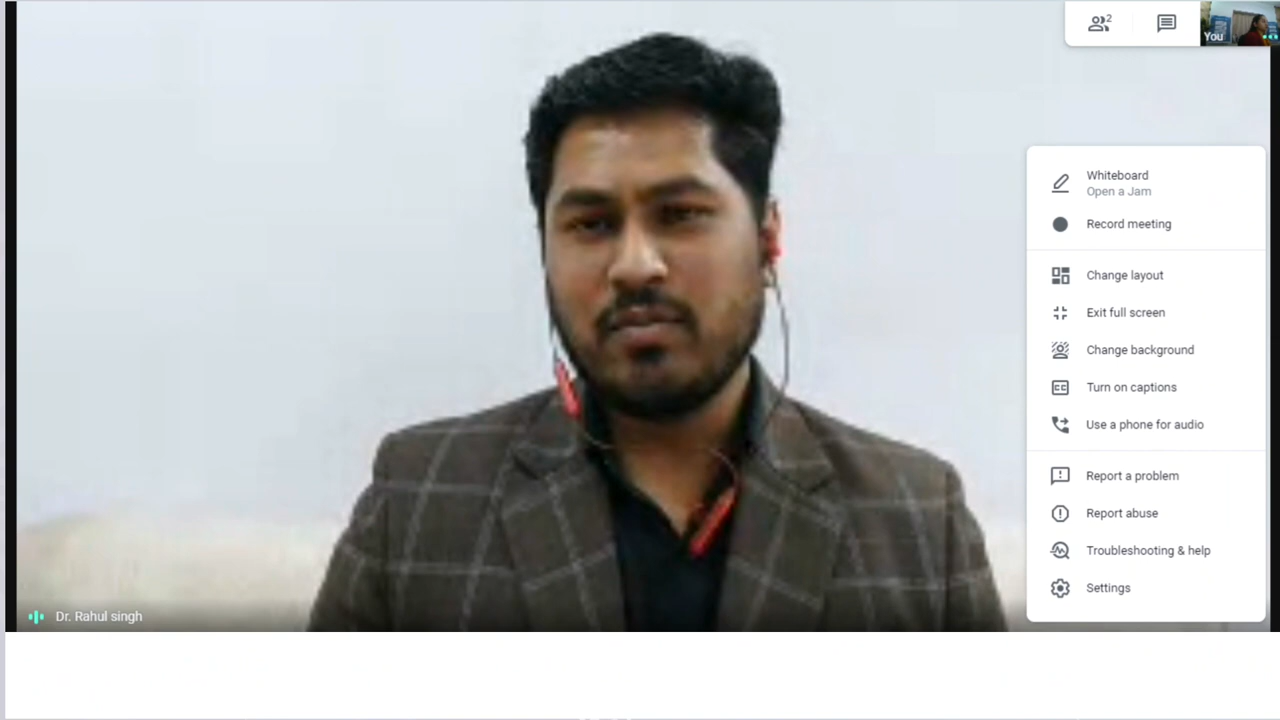 2
You
Whiteboard
Open a Jam
Record meeting
Change layout
Exit full screen
Change background
Turn on captions
Use a phone for audio
Report a problem
Report abuse
Troubleshooting & help
Settings
Dr. Rahul singh